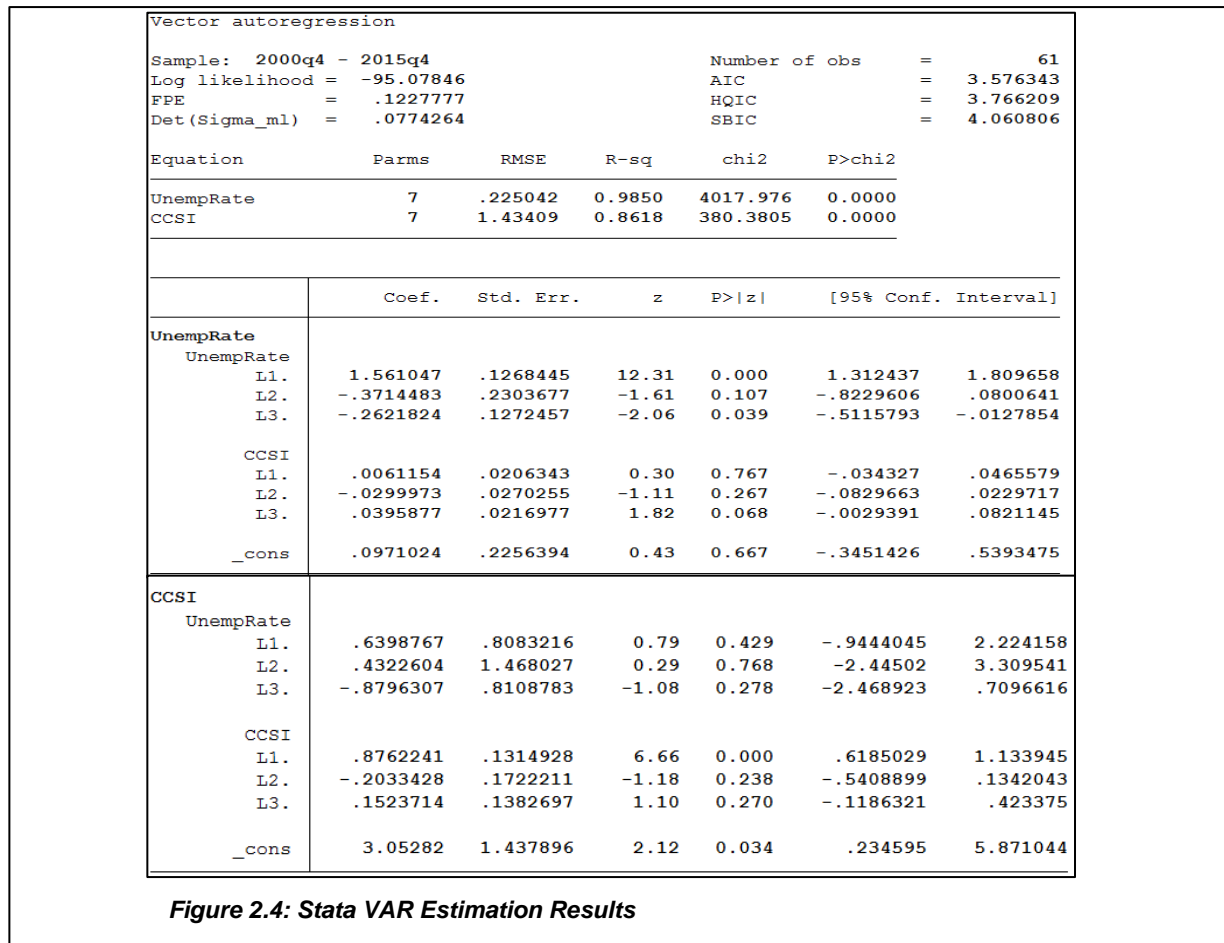 Vector autoregression
Sample: 2000q4 - 2015q4 Number of obs = 61
Log likelihood = -95.07846 AIC = 3.576343
FPE = .1227777 HQIC = 3.766209
Det(Sigma_ml) = .0774264 SBIC = 4.060806
Equation Parms RMSE R-sq chi2 P>chi2
UnempRate 7 .225042 0.9850 4017.976 0.0000
CCSI 7 1.43409 0.8618 380.3805 0.0000
Coef. Std. Err. z P>|z| [95% Conf. Interval]
UnempRate
UnempRate
L1. 1.561047 .1268445 12.31 0.000 1.312437 1.809658
L2. -.3714483 .2303677 -1.61 0.107 -.8229606 .0800641
L3. -.2621824 .1272457 -2.06 0.039 -.5115793 -.0127854
CCSI
L1. .0061154 .0206343 0.30 0.767 -.034327 .0465579
L2. -.0299973 .0270255 -1.11 0.267 -.0829663 .0229717
L3. .0395877 .0216977 1.82 0.068 -.0029391 .0821145
_cons .0971024 .2256394 0.43 0.667 -.3451426 .5393475
CCSI
UnempRate
L1. .6398767 .8083216 0.79 0.429 -.9444045 2.224158
L2. .4322604 1.468027 0.29 0.768 -2.44502 3.309541
L3. -.8796307 .8108783 -1.08 0.278 -2.468923 .7096616
CCSI
L1. .8762241 .1314928 6.66 0.000 .6185029 1.133945
L2. -.2033428 .1722211 -1.18 0.238 -.5408899 .1342043
L3. .1523714 .1382697 1.10 0.270 -.1186321 .423375
_cons 3.05282 1.437896 2.12 0.034 .234595 5.871044
Figure 2.4: Stata VAR Estimation Results